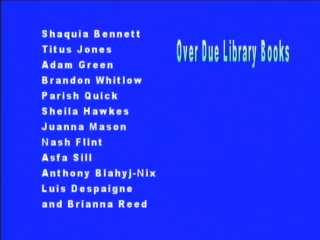 Over Due Library Books
Shaquia Bennett
Titus Jones
Adam Green
Brandon Whitlow
Parish Quick
Sheila Hawkes
Juanna Mason
Nash Flint
Asfa Sill
Anthony Blahyj-Nix
Luis Despaigne
and Brianna Reed